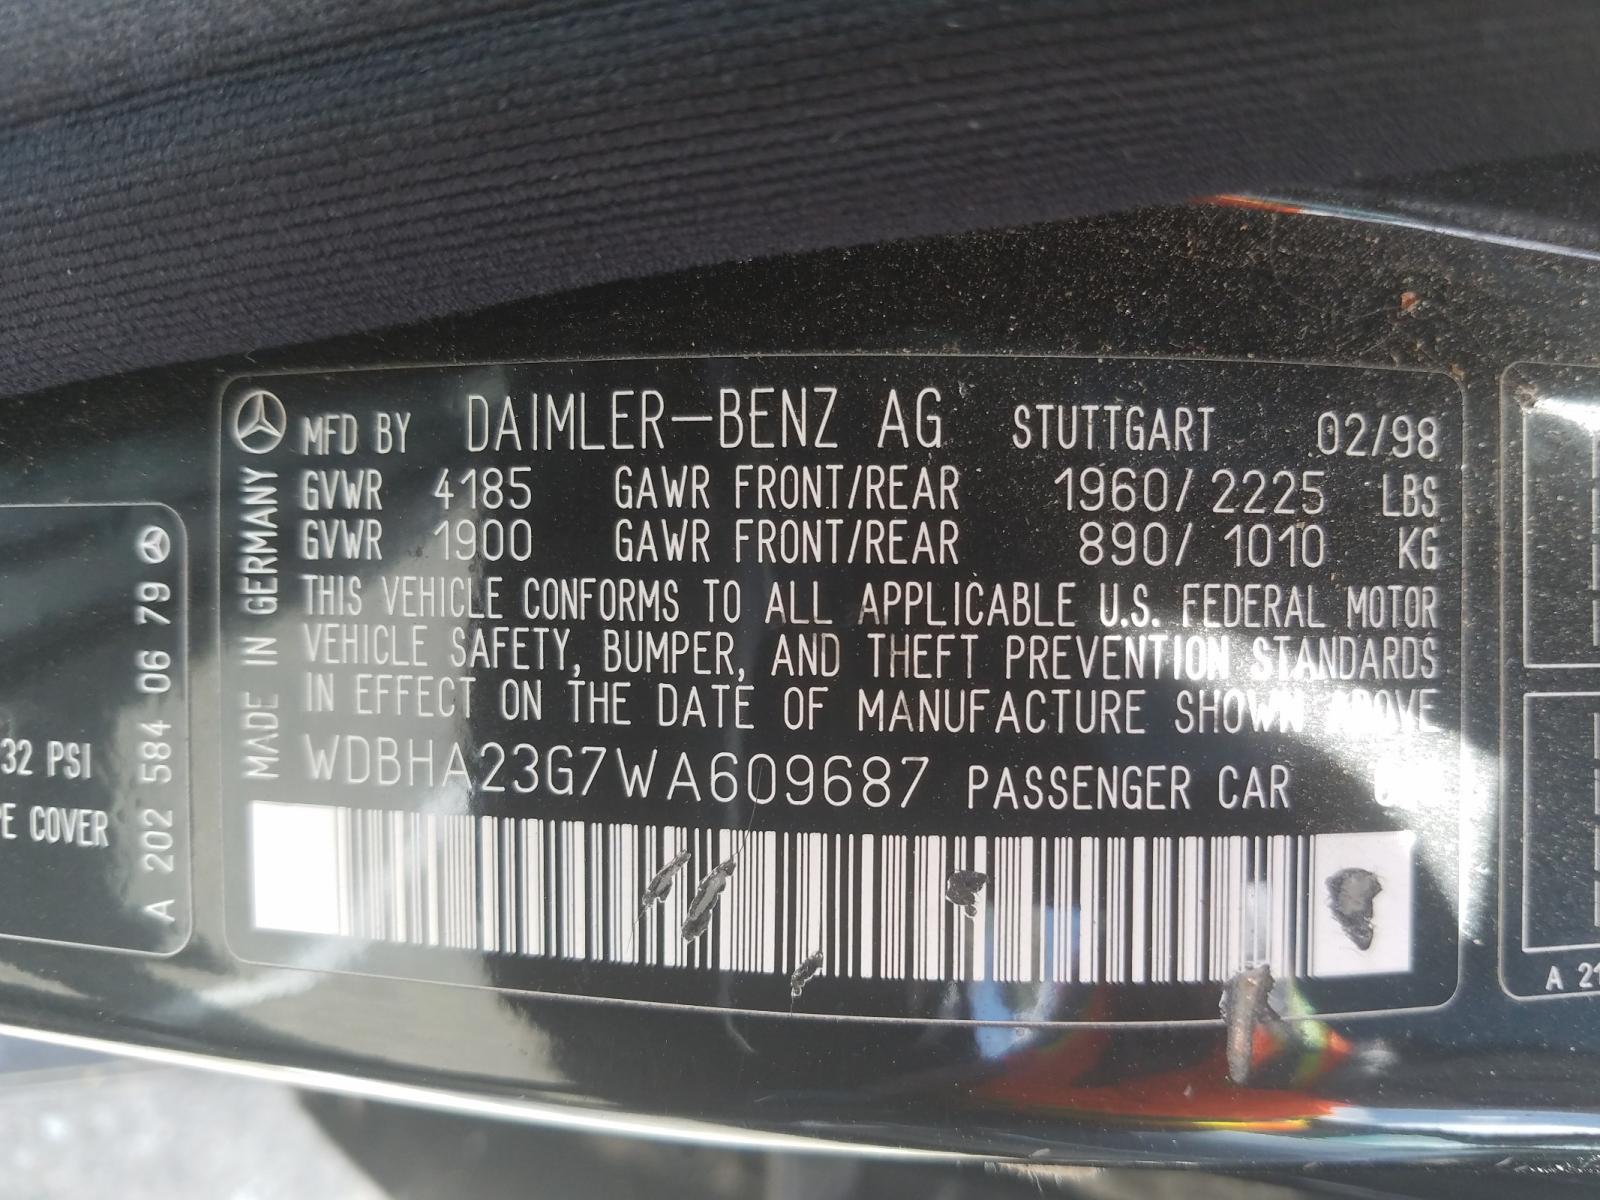 MFD BY DAIMLER-BENZ AG STUTTGART 02/98
GVWR 4185 GAWR FRONT/REAR 1960/2225 LBS
GVWR 1900 GAWR FRONT/REAR 890/1010 KG
THIS VEHICLE CONFORMS TO ALL APPLICABLE U.S. FEDERAL MOTOR
VEHICLE SAFETY, BUMPER, AND THEFT PREVENTION STANDARDS
IN EFFECT ON THE DATE OF MANUFACTURE SHOWN ABOVE
WDBHA23G7WA609687 PASSENGER CAR
MADE IN GERMANY
32 PSI
COVER
A 202 584 06 79
A